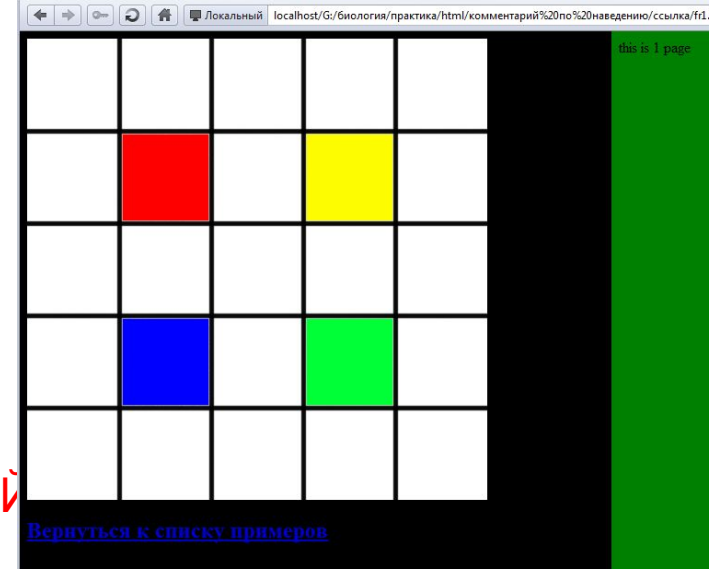 Локальный localhost/G:/биология/практика/html/комментарий%20по%20наведению/ссылка/fr1.
this is 1 page
й
Вернуться к списку примеров